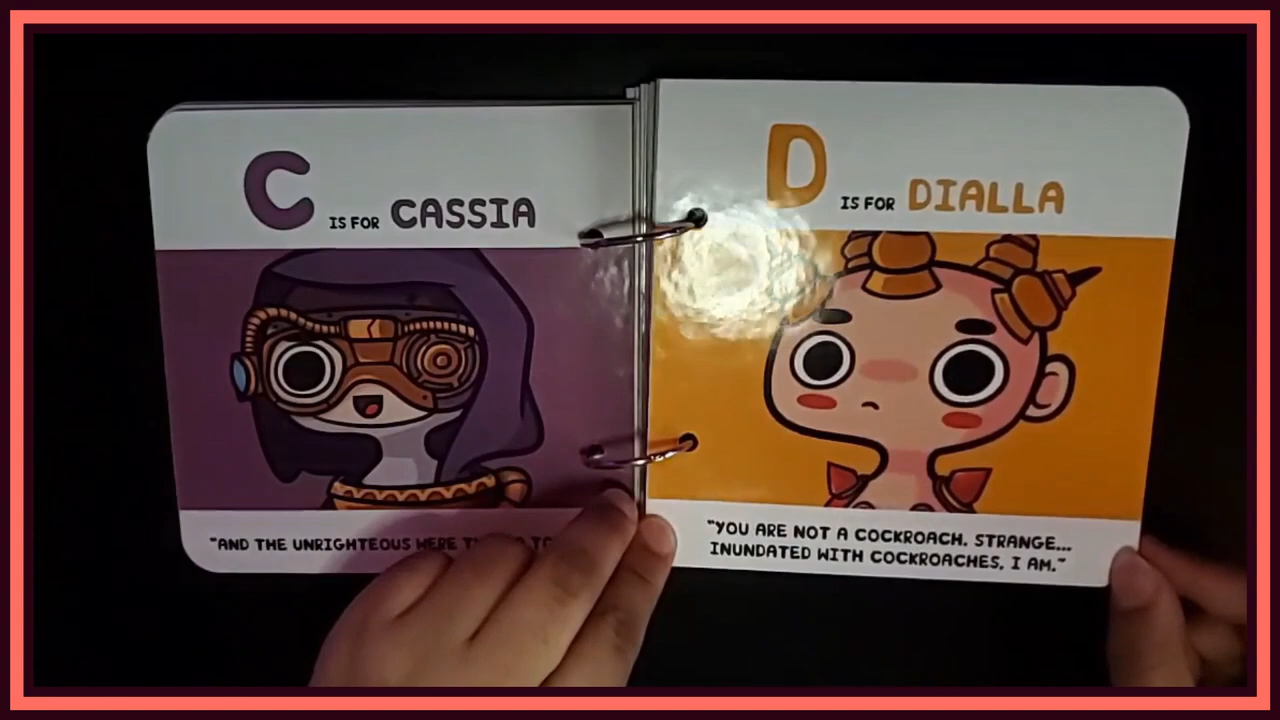 C IS FOR CASSIA
"AND THE UNRIGHTEOUS WERE
D IS FOR DIALLA
"YOU ARE NOT A COCKROACH. STRANGE...
INUNDATED WITH COCKROACHES, I AM."